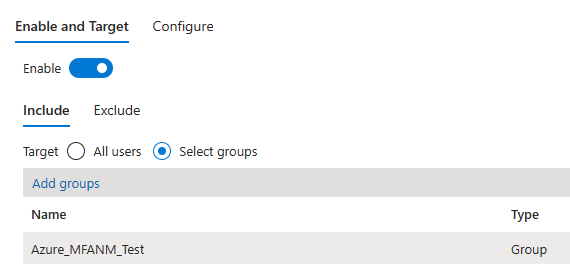 Enable and Target Configure
Enable
Include Exclude
Target All users Select groups
Add groups
Name Type
Azure_MFANM_Test Group